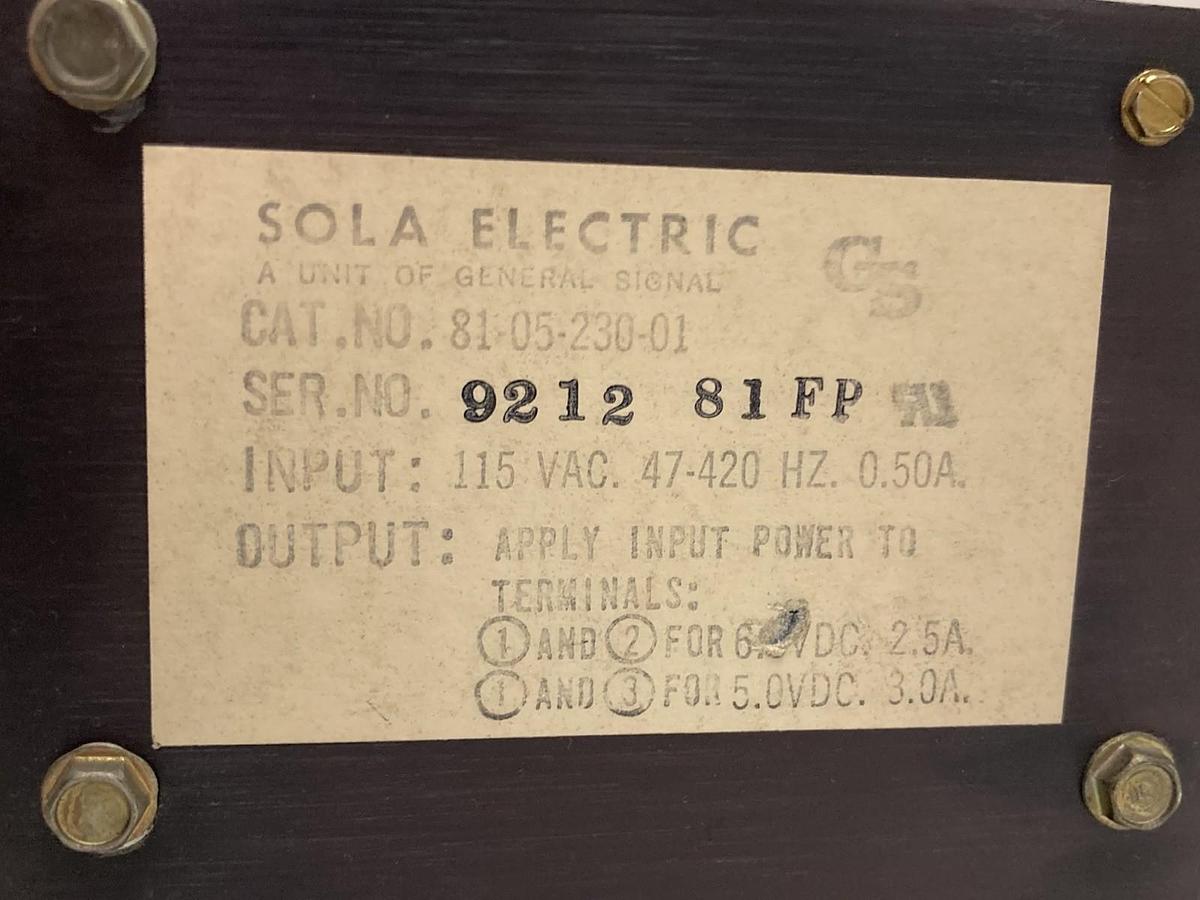 SOLA ELECTRIC
A UNIT OF GENERAL SIGNAL
GS
CAT.NO. 81-05-230-01
SER.NO. 9212 81FP
INPUT: 115 VAC. 47-420 HZ. 0.50A.
OUTPUT: APPLY INPUT POWER TO
TERMINALS:
① AND ② FOR 2.5A.
① AND ③ FOR 5.0VDC. 3.0A.